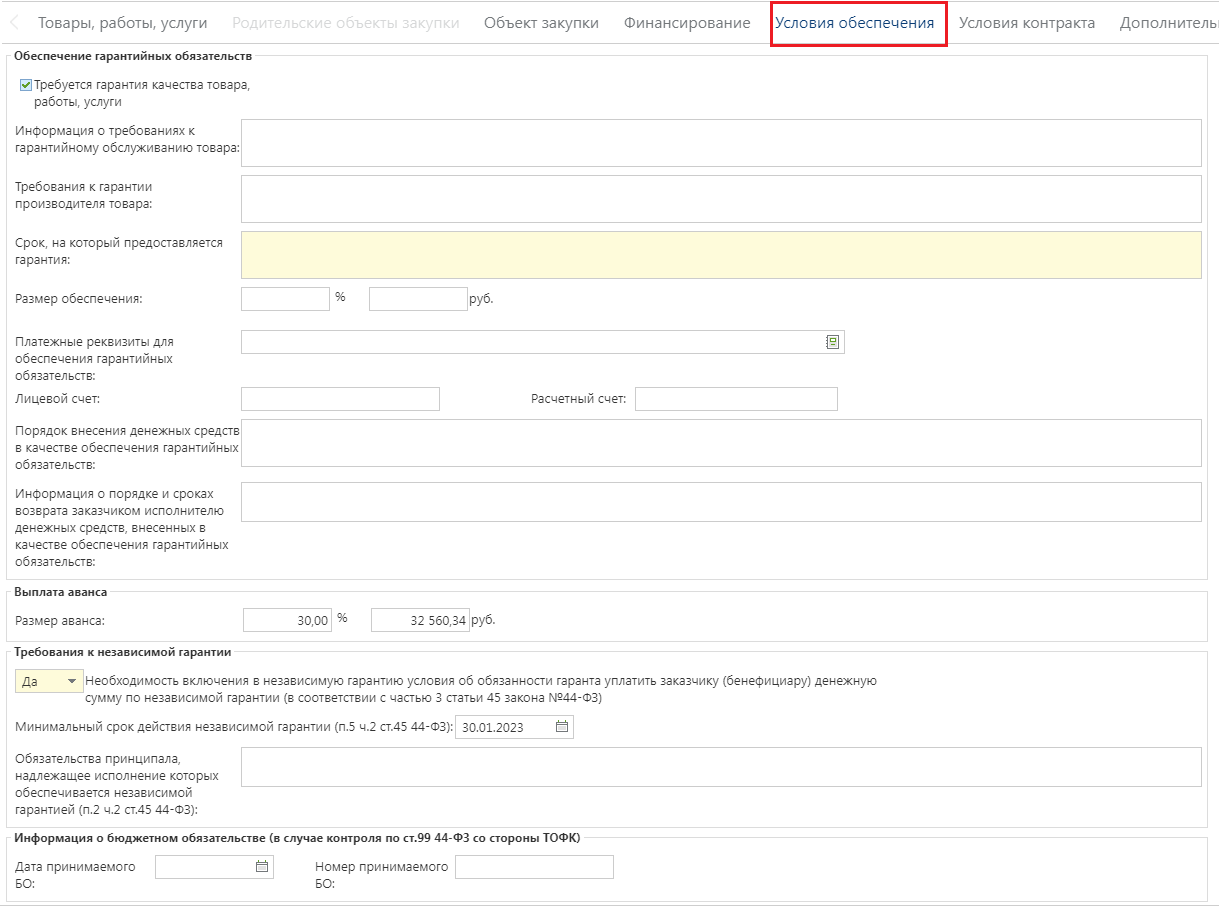 Товары, работы, услуги Родительские объекты закупки Объект закупки Финансирование Условия обеспечения Условия контракта Дополнитель
Обеспечение гарантийных обязательств
Требуется гарантия качества товара,
работы, услуги
Информация о требованиях к
гарантийному обслуживанию товара:
Требования к гарантии
производителя товара:
Срок, на который предоставляется
гарантия:
Размер обеспечения: % руб.
Платежные реквизиты для
обеспечения гарантийных
обязательств:
Лицевой счет: Расчетный счет:
Порядок внесения денежных средств
в качестве обеспечения гарантийных
обязательств:
Информация о порядке и сроках
возврата заказчиком исполнителю
денежных средств, внесенных в
качестве обеспечения гарантийных
обязательств:
Выплата аванса
Размер аванса: 30,00 % 32 560,34 руб.
Требования к независимой гарантии
Да Необходимость включения в независимую гарантию условия об обязанности гаранта уплатить заказчику (бенефициару) денежную
сумму по независимой гарантии (в соответствии с частью 3 статьи 45 закона №44-ФЗ)
Минимальный срок действия независимой гарантии (п.5 ч.2 ст.45 44-ФЗ): 30.01.2023
Обязательства принципала,
надлежащее исполнение которых
обеспечивается независимой
гарантией (п.2 ч.2 ст.45 44-ФЗ):
Информация о бюджетном обязательстве (в случае контроля по ст.99 44-ФЗ со стороны ТОФК)
Дата принимаемого Номер принимаемого
БО: БО: